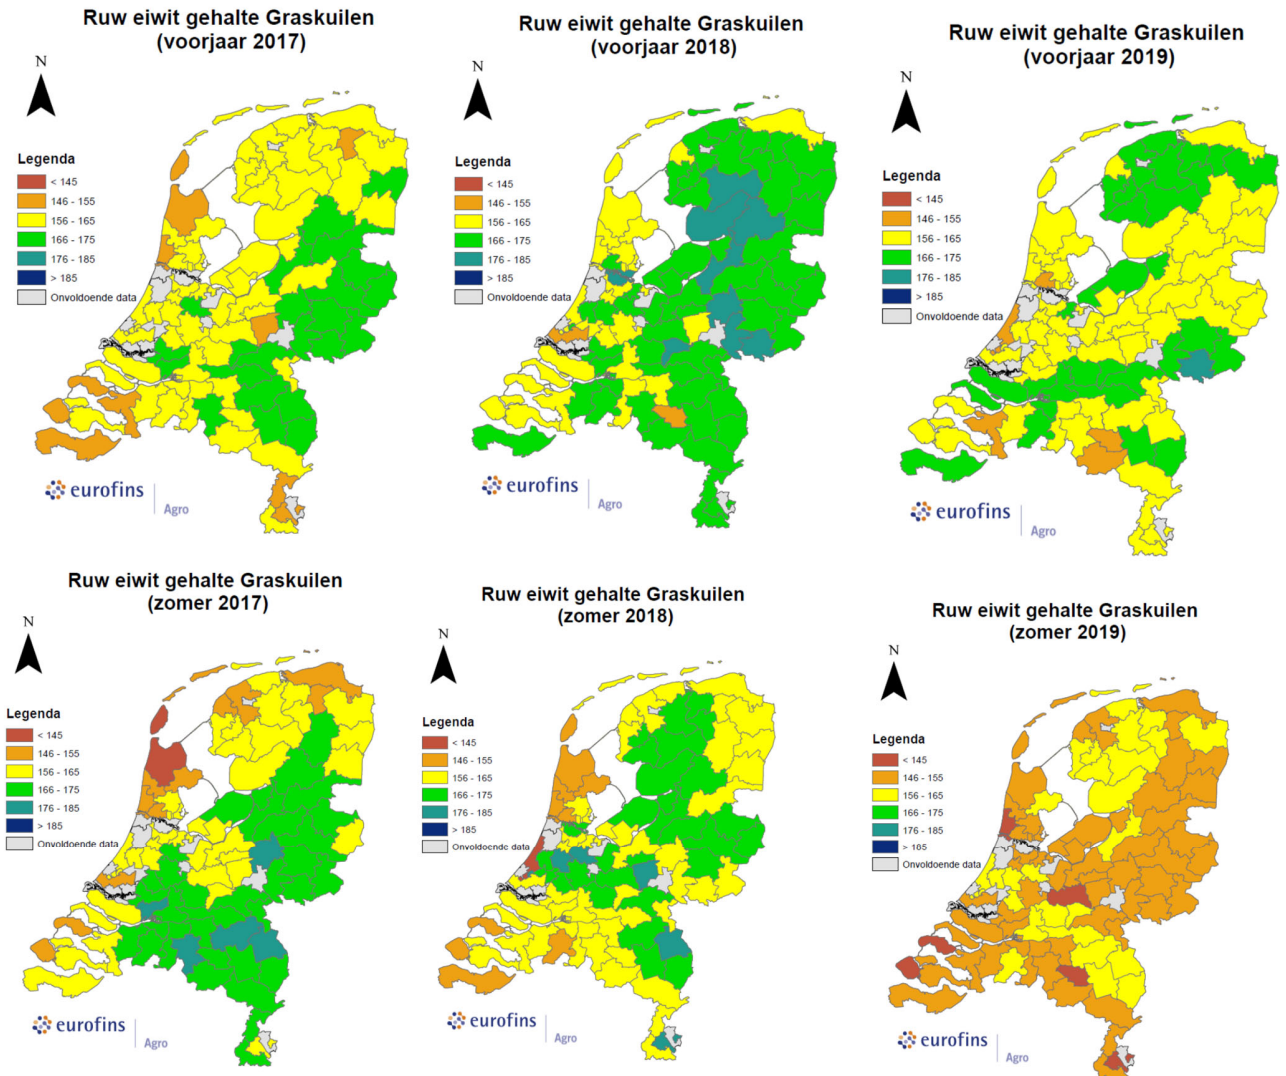 Ruw eiwit gehalte Graskuilen
(voorjaar 2017)
N
Legenda
< 145
146 - 155
156 - 165
166 - 175
176 - 185
> 185
Onvoldoende data
eurofins
Agro
Ruw eiwit gehalte Graskuilen
(voorjaar 2018)
N
Legenda
< 145
146 - 155
156 - 165
166 - 175
176 - 185
> 185
Onvoldoende data
eurofins
Agro
Ruw eiwit gehalte Graskuilen
(voorjaar 2019)
N
Legenda
< 145
146 - 155
156 - 165
166 - 175
176 - 185
> 185
Onvoldoende data
eurofins
Agro
Ruw eiwit gehalte Graskuilen
(zomer 2017)
N
Legenda
< 145
146 - 155
156 - 165
166 - 175
176 - 185
> 185
Onvoldoende data
eurofins
Agro
Ruw eiwit gehalte Graskuilen
(zomer 2018)
N
Legenda
< 145
146 - 155
156 - 165
166 - 175
176 - 185
> 185
Onvoldoende data
eurofins
Agro
Ruw eiwit gehalte Graskuilen
(zomer 2019)
N
Legenda
< 145
146 - 155
156 - 165
166 - 175
176 - 185
> 185
Onvoldoende data
eurofins
Agro